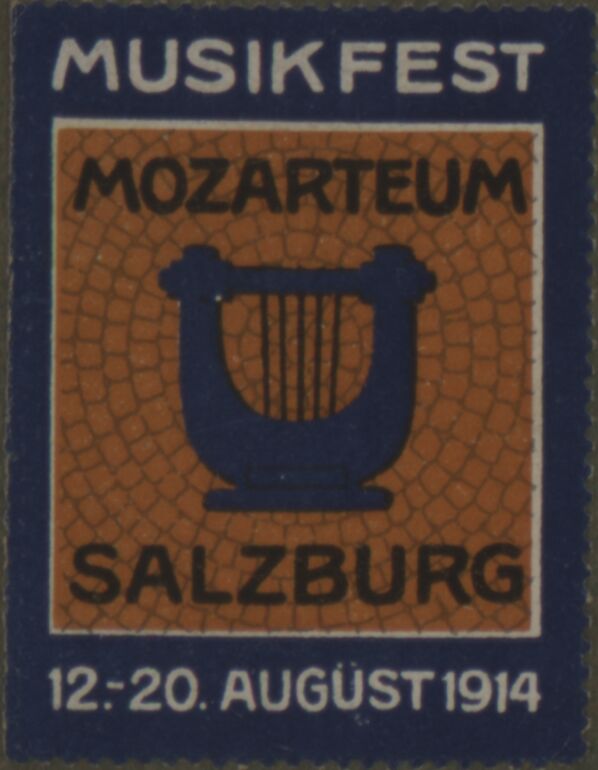 MUSIKFEST
MOZARTEUM
SALZBURG
12.-20. AUGÜST 1914